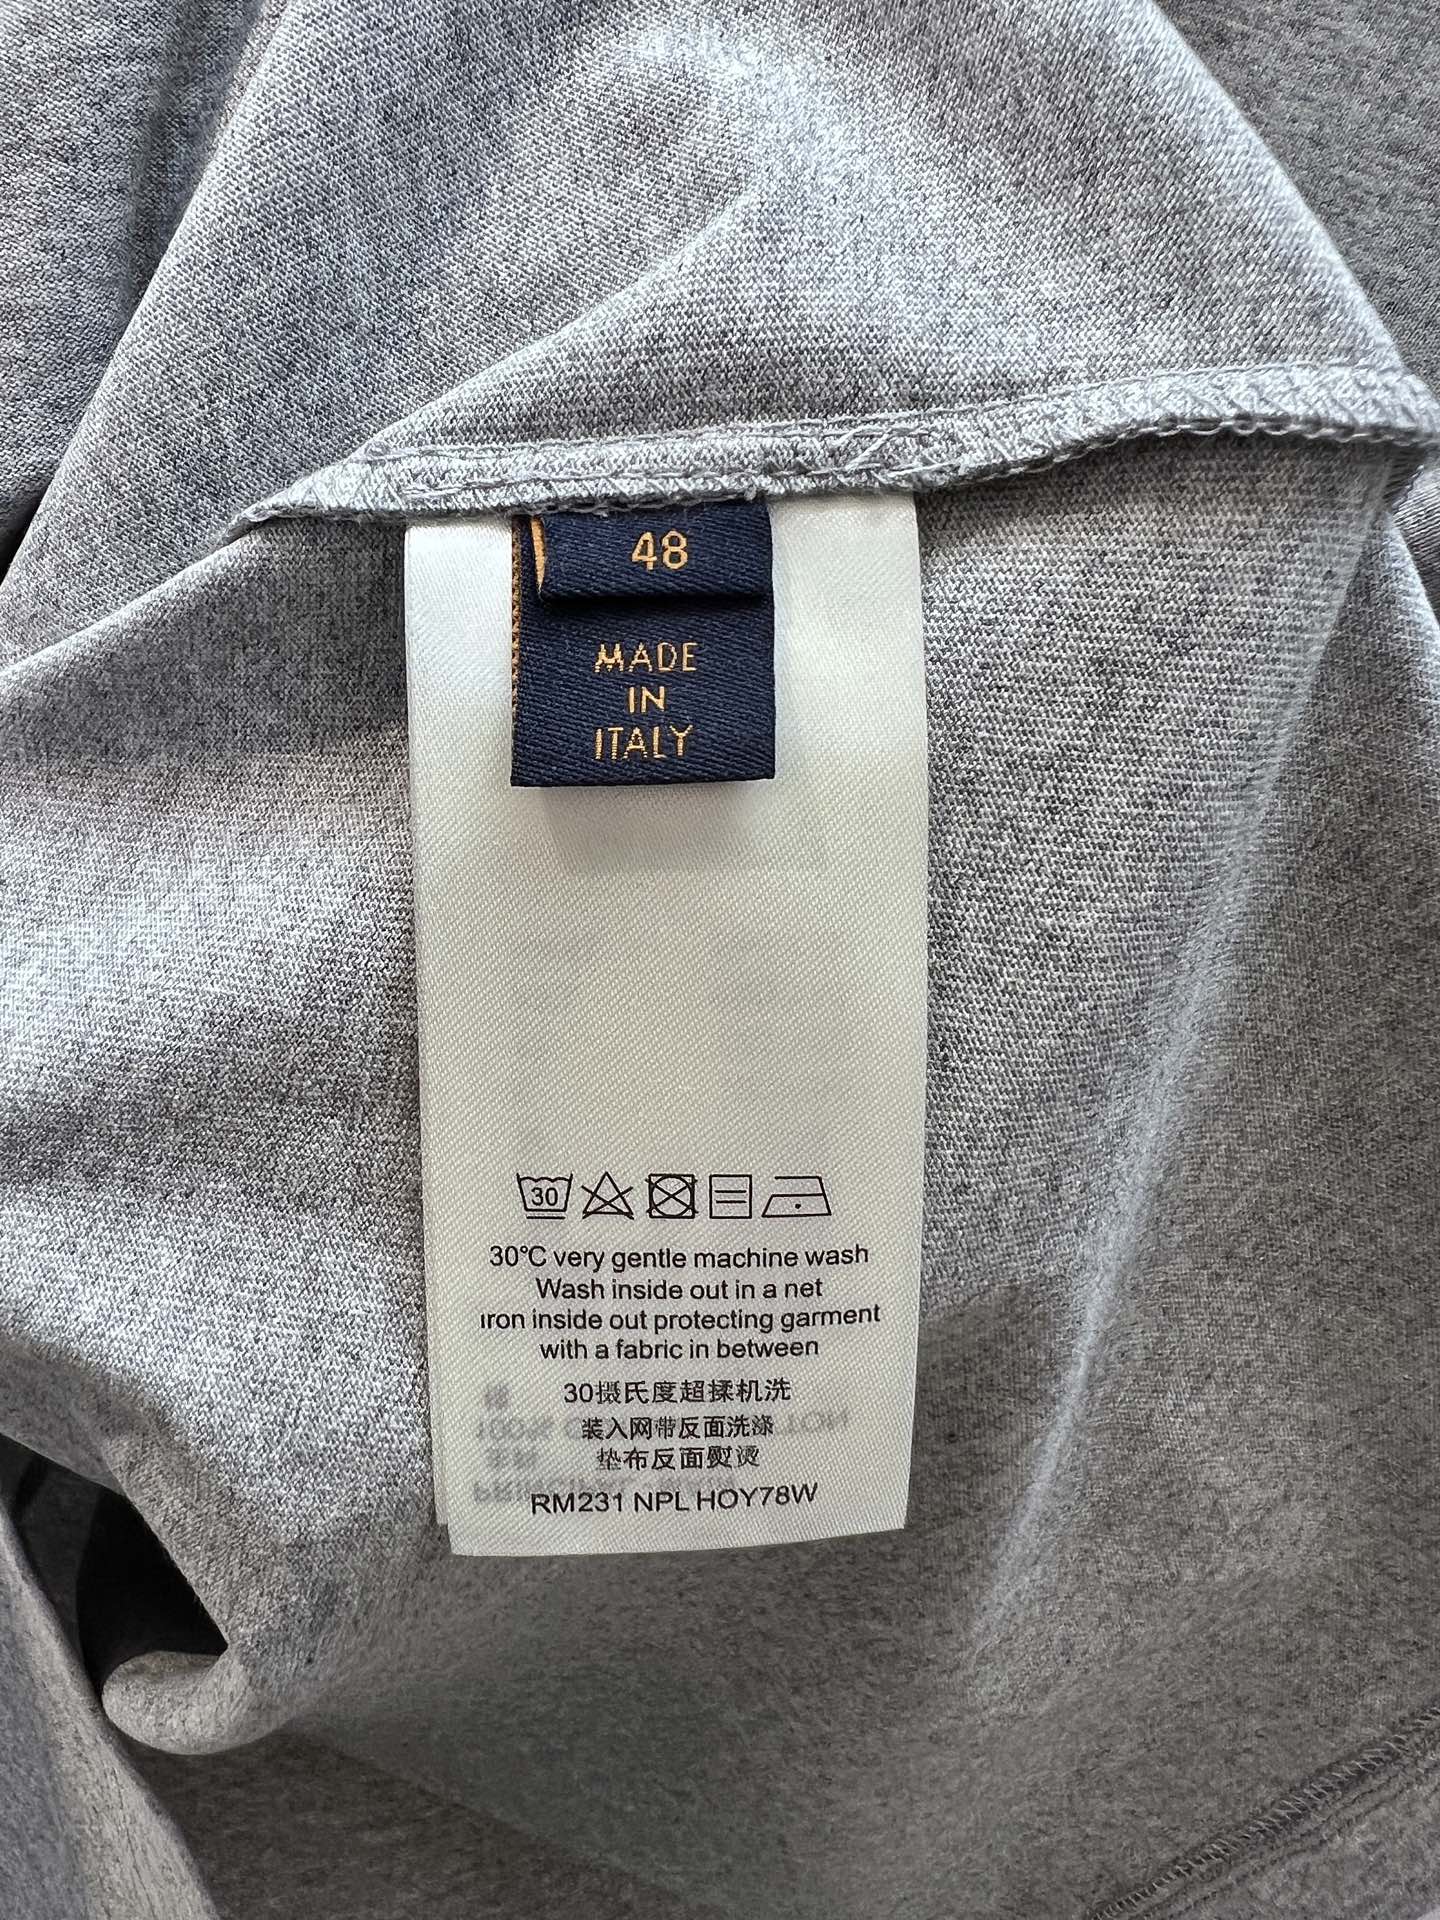 48
MADE
IN
ITALY
30
30℃ very gentle machine wash
Wash inside out in a net
iron inside out protecting garment
with a fabric in between
30摄氏度超揉机洗
装入网带反面洗涤
垫布反面熨烫
RM231 NPL HOY78W